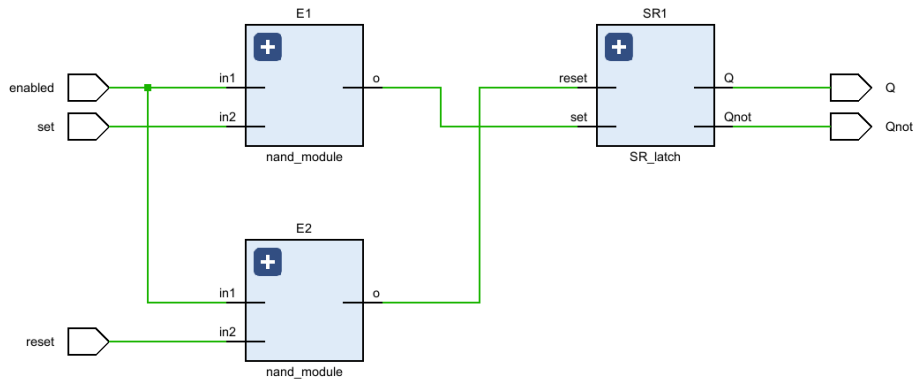 E1
SR1
enabled
in1
o
reset
Q
Q
set
in2
set
Qnot
Qnot
nand_module
SR_latch
E2
in1
o
reset
in2
nand_module